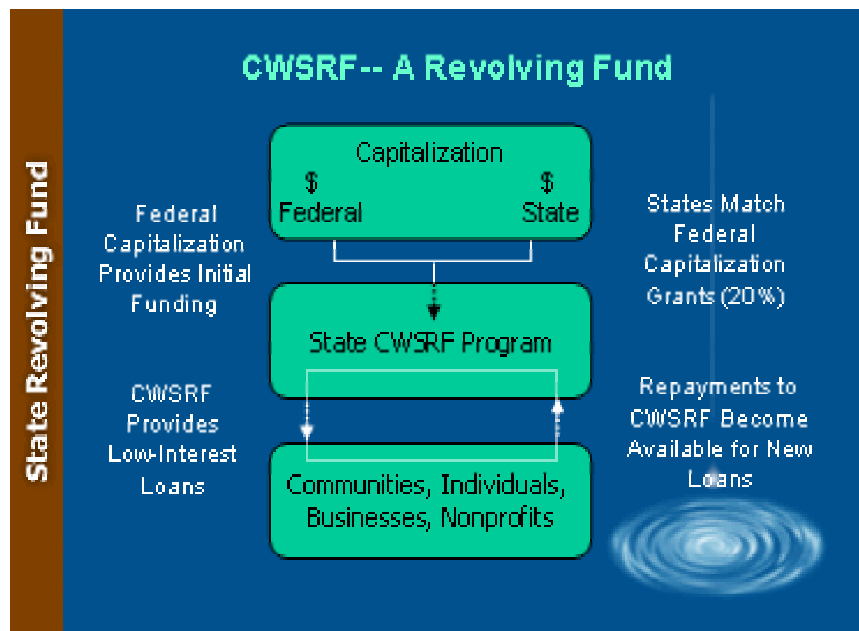 State Revolving Fund
CWSRF-- A Revolving Fund
Capitalization
$ $
Federal State
Federal
Capitalization
Provides Initial
Funding
States Match
Federal
Capitalization
Grants (20%)
State CWSRF Program
CWSRF
Provides
Low-Interest
Loans
Repayments to
CWSRF Become
Available for New
Loans
Communities, Individuals,
Businesses, Nonprofits